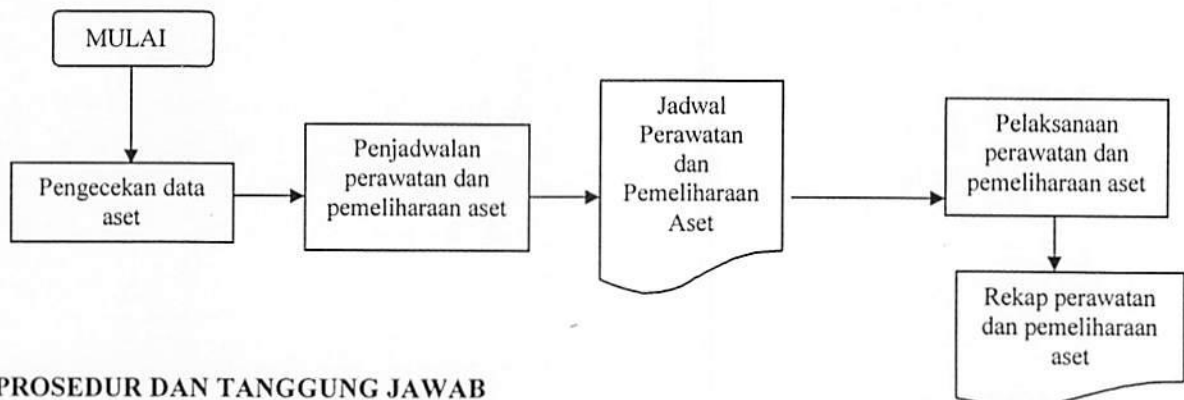 MULAI
Pengecekan data
aset
Penjadwalan
perawatan dan
pemeliharaan aset
Jadwal
Perawatan
dan
Pemeliharaan
Aset
Pelaksanaan
perawatan dan
pemeliharaan aset
Rekap perawatan
dan pemeliharaan
aset
PROSEDUR DAN TANGGUNG JAWAB